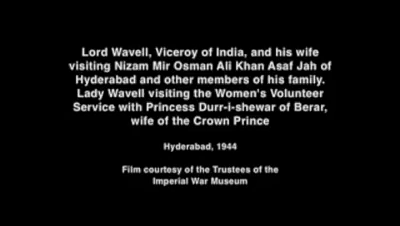 Lord Wavell, Viceroy of India, and his wife
visiting Nizam Mir Osman Ali Khan Asaf Jah of
Hyderabad and other members of his family.
Lady Wavell visiting the Women's Volunteer
Service with Princess Durr-i-shewar of Berar,
wife of the Crown Prince
Hyderabad, 1944
Film courtesy of the Trustees of the
Imperial War Museum